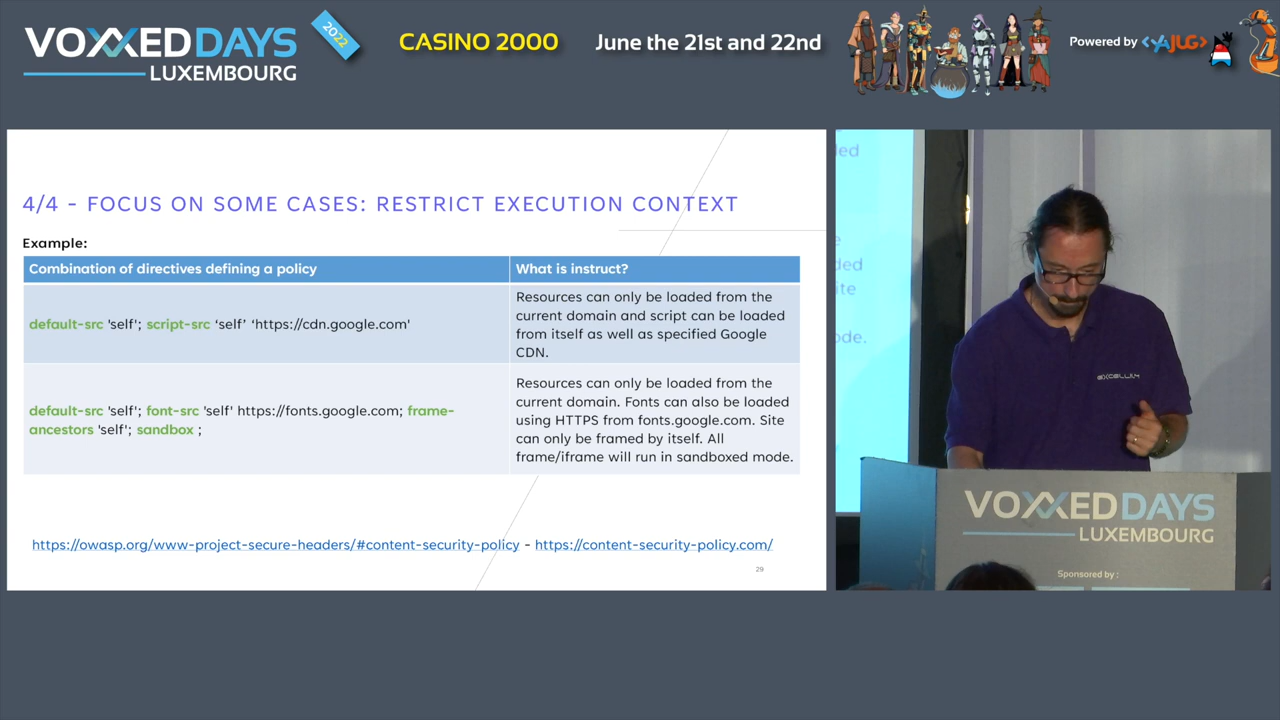 VOXXED DAYS
LUXEMBOURG
2022
CASINO 2000
June the 21st and 22nd
Powered by <YAJUG>
4/4 - FOCUS ON SOME CASES: RESTRICT EXECUTION CONTEXT
Example:
Combination of directives defining a policy
What is instruct?
default-src 'self'; script-src ‘self’ ‘https://cdn.google.com'
Resources can only be loaded from the
current domain and script can be loaded
from itself as well as specified Google
CDN.
default-src 'self'; font-src 'self' https://fonts.google.com; frame-
ancestors 'self'; sandbox ;
Resources can only be loaded from the
current domain. Fonts can also be loaded
using HTTPS from fonts.google.com. Site
can only be framed by itself. All
frame/iframe will run in sandboxed mode.
https://owasp.org/www-project-secure-headers/#content-security-policy - https://content-security-policy.com/
29
ded
ite
ode.
VOXXED DAYS
LUXEMBOURG
Sponsored by :